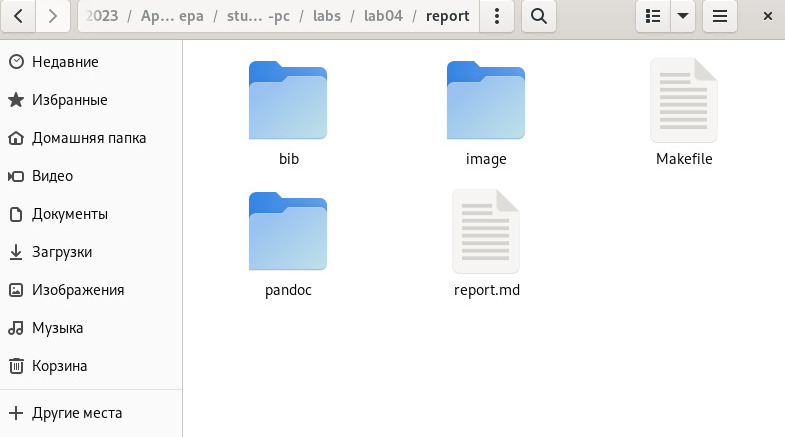 2023 / Ap... ера / stu... -pc / labs / lab04 / report
Недавние
Избранные
Домашняя папка
Видео
Документы
Загрузки
Изображения
Музыка
Корзина
Другие места
bib image Makefile
pandoc report.md